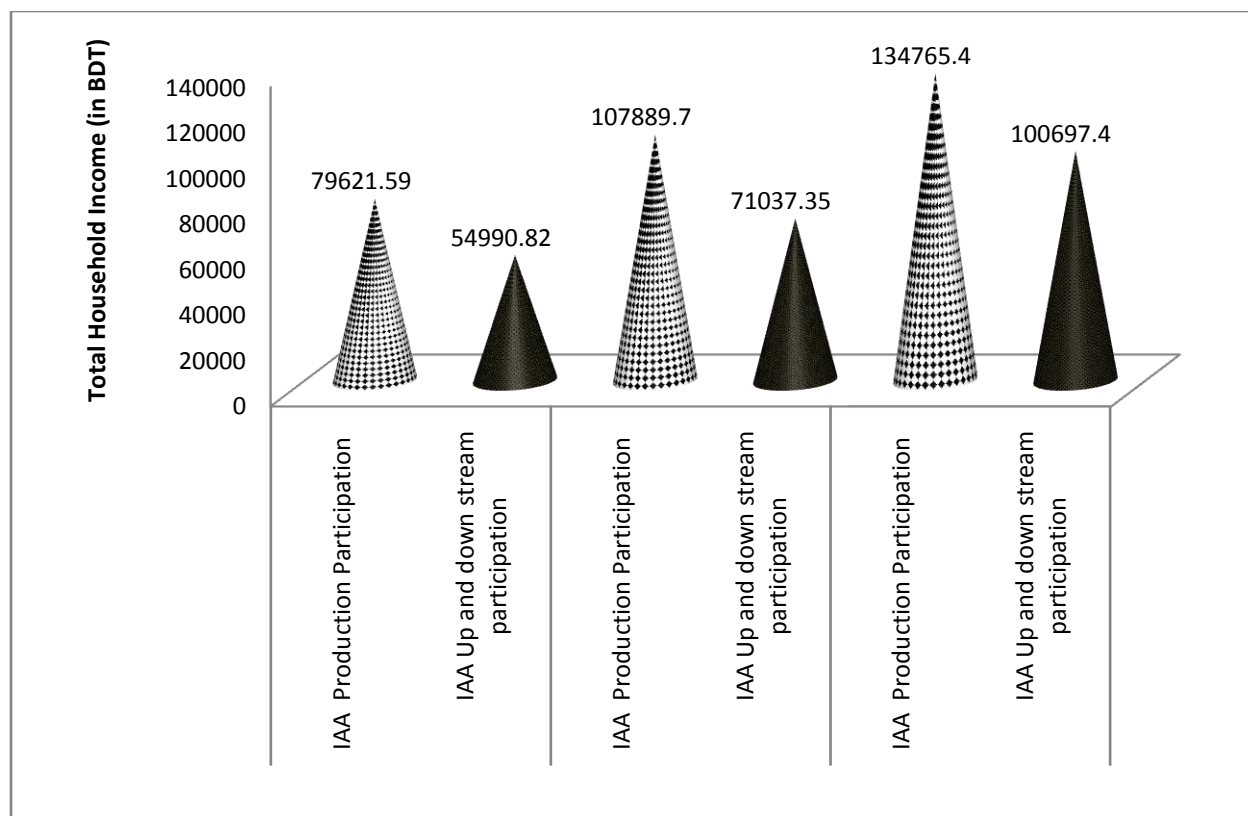 Total Household Income (in BDT)
140000
120000
100000
80000
60000
40000
20000
0
79621.59
54990.82
107889.7
71037.35
134765.4
100697.4
IAA Production Participation
IAA Up and down stream
participation
IAA Production Participation
IAA Up and down stream
participation
IAA Production Participation
IAA Up and down stream
participation